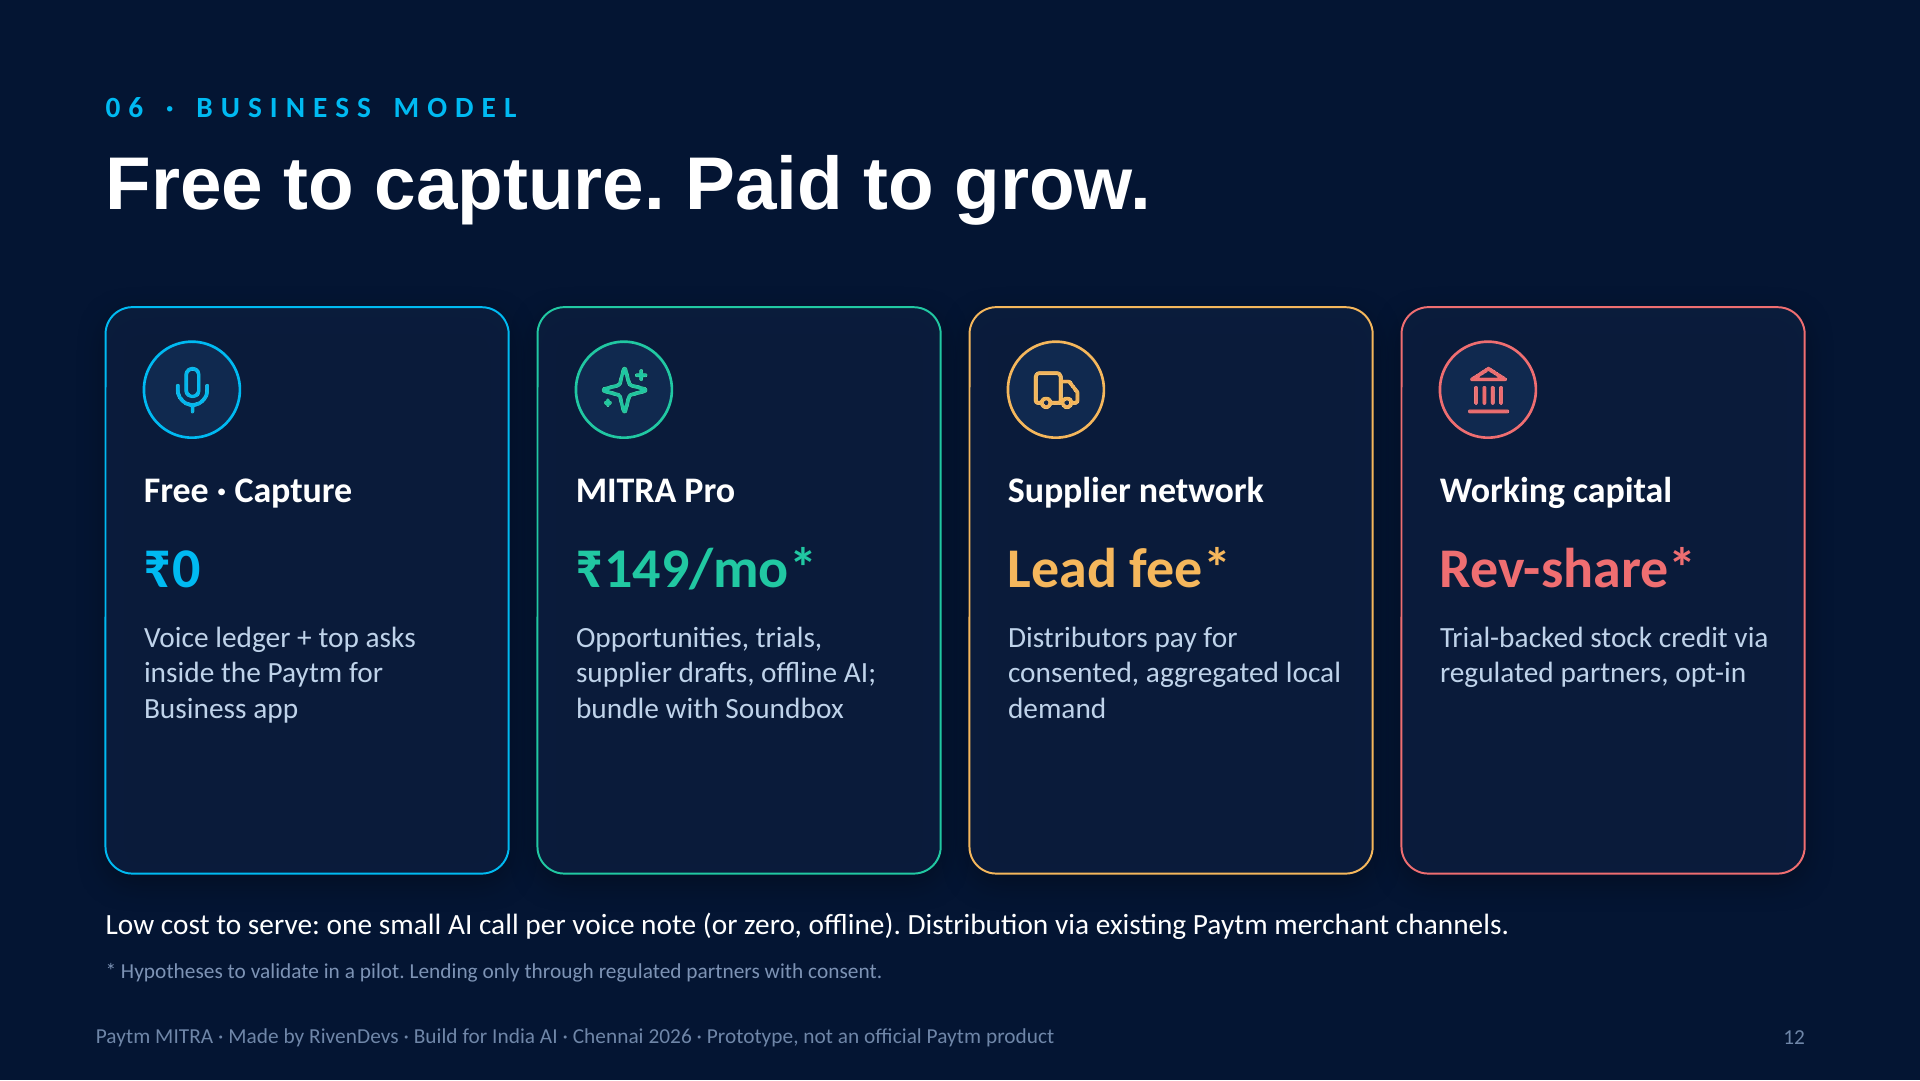 06 · BUSINESS MODEL
Free to capture. Paid to grow.
Free · Capture
₹0
Voice ledger + top asks
inside the Paytm for
Business app
MITRA Pro
₹149/mo*
Opportunities, trials,
supplier drafts, offline AI;
bundle with Soundbox
Supplier network
Lead fee*
Distributors pay for
consented, aggregated local
demand
Working capital
Rev-share*
Trial-backed stock credit via
regulated partners, opt-in
Low cost to serve: one small AI call per voice note (or zero, offline). Distribution via existing Paytm merchant channels.
* Hypotheses to validate in a pilot. Lending only through regulated partners with consent.
Paytm MITRA · Made by RivenDevs · Build for India AI · Chennai 2026 · Prototype, not an official Paytm product
12